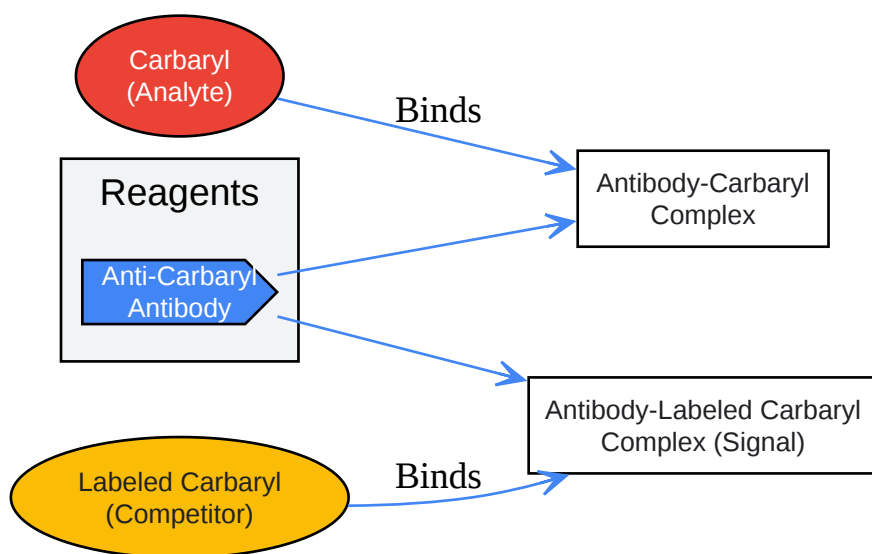 Carbaryl
(Analyte)
Binds
Reagents
Antibody-Carbaryl
Complex
Anti-Carbaryl
Antibody
Antibody-Labeled Carbaryl
Complex (Signal)
Binds
Labeled Carbaryl
(Competitor)